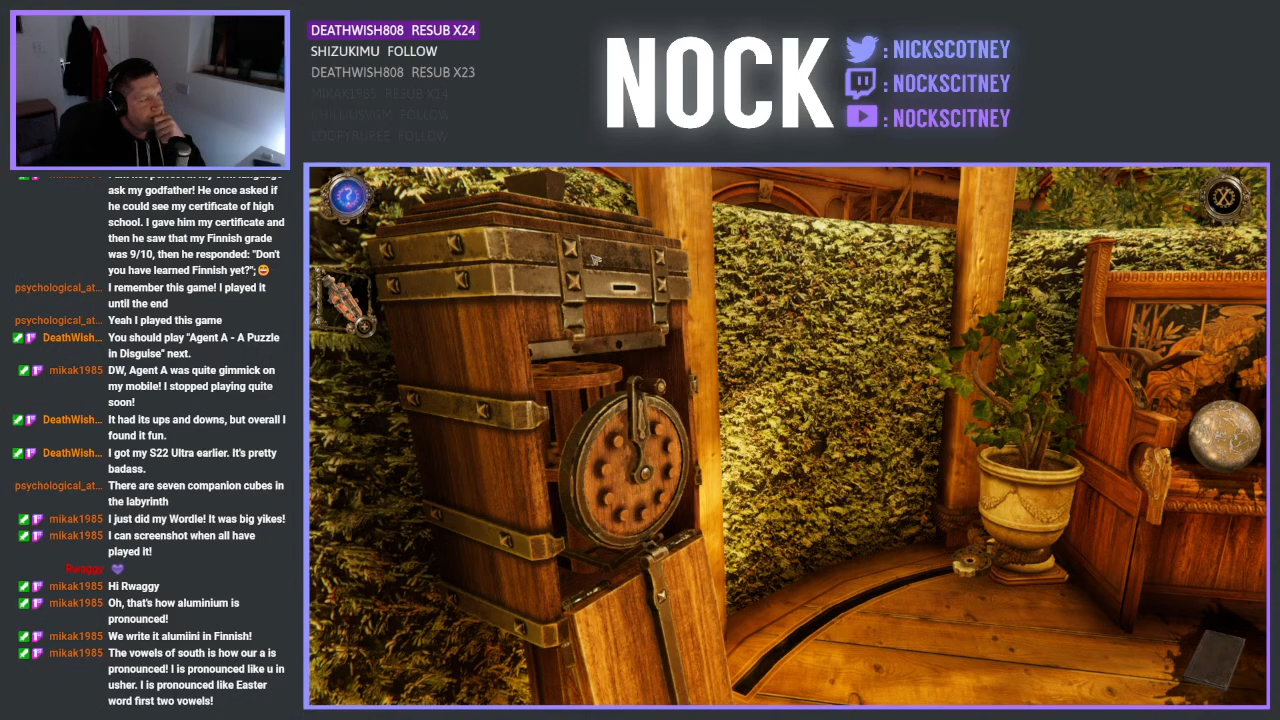 DEATHWISH808 RESUB X24
SHIZUKIMU FOLLOW
DEATHWISH808 RESUB X23
MIKAK1985 RESUB X14
FOLLOW
LOOPYRUPEE FOLLOW
NOCK
: NICKSCOTNEY
: NOCKSCITNEY
: NOCKSCITNEY
ask my godfather! He once asked if
he could see my certificate of high
school. I gave him my certificate and
then he saw that my Finnish grade
was 9/10, then he responded: "Don't
you have learned Finnish yet?";
psychological_at... I remember this game! I played it
until the end
psychological_at... Yeah I played this game
DeathWish... You should play "Agent A - A Puzzle
in Disguise" next.
mikak1985 DW, Agent A was quite gimmick on
my mobile! I stopped playing quite
soon!
DeathWish... It had its ups and downs, but overall I
found it fun.
DeathWish... I got my S22 Ultra earlier. It's pretty
badass.
psychological_at... There are seven companion cubes in
the labyrinth
mikak1985 I just did my Wordle! It was big yikes!
mikak1985 I can screenshot when all have
played it!
Rwaggy
mikak1985 Hi Rwaggy
mikak1985 Oh, that's how aluminium is
pronounced!
mikak1985 We write it alumiini in Finnish!
mikak1985 The vowels of south is how our a is
pronounced! I is pronounced like u in
usher. I is pronounced like Easter
word first two vowels!